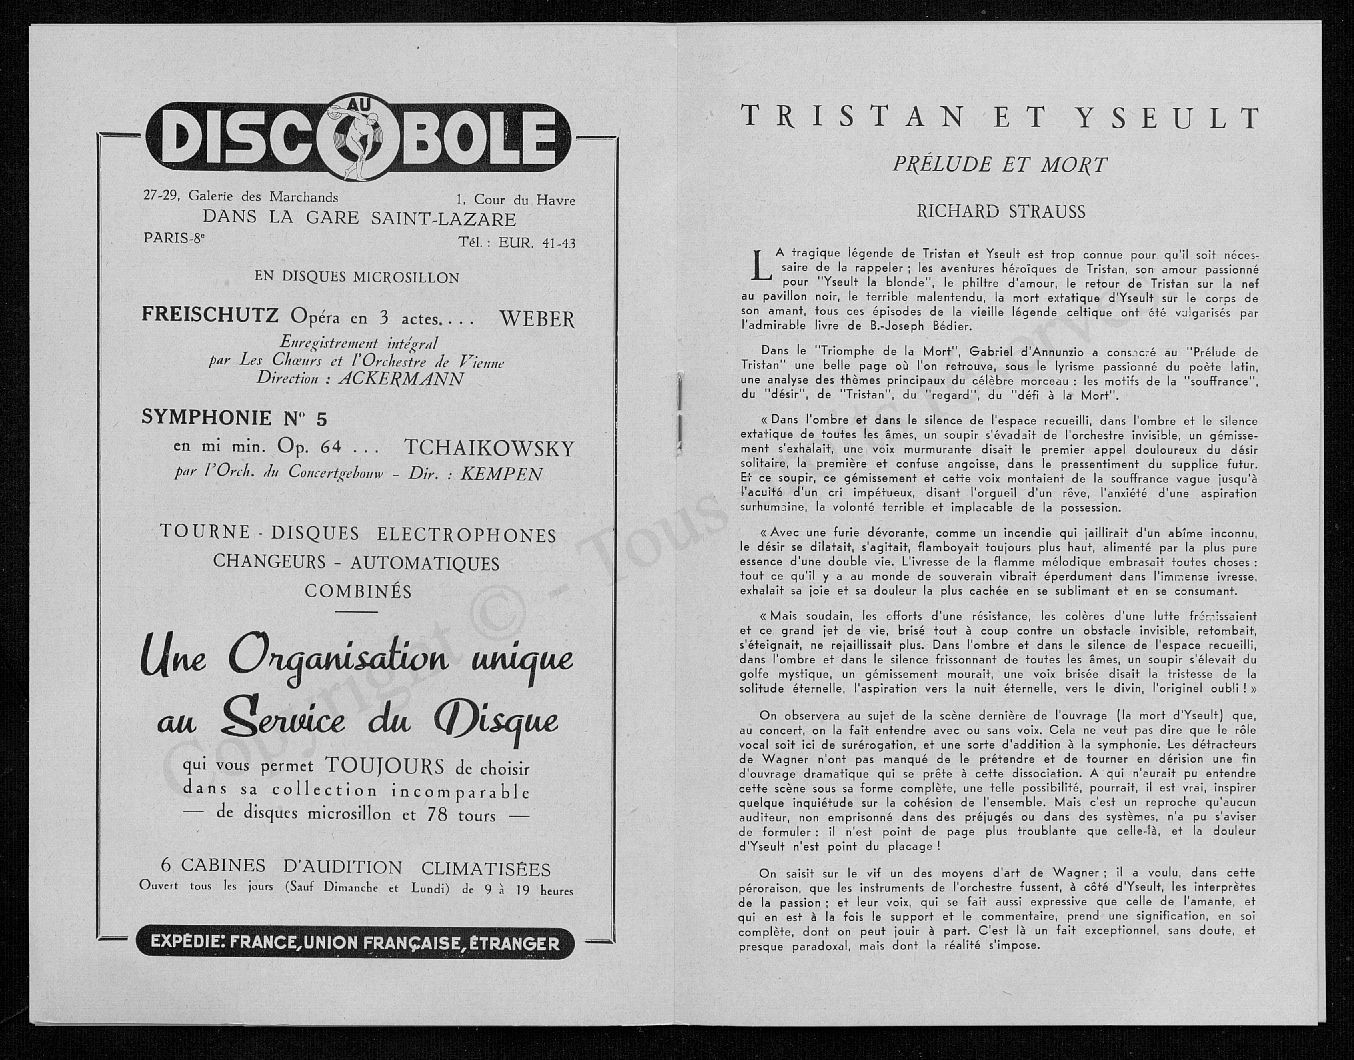 AU
DISCOBOLE
27-29, Galerie des Marchands 1, Cour du Havre
DANS LA GARE SAINT-LAZARE
PARIS-8e Tél. : EUR. 41-43
EN DISQUES MICROSILLON
FREISCHUTZ Opéra en 3 actes.... WEBER
Enregistrement intégral
par Les Chœurs et l'Orchestre de Vienne
Direction : ACKERMANN
SYMPHONIE No 5
en mi min. Op. 64 ... TCHAIKOWSKY
par l'Orch. du Concertgebouw - Dir. : KEMPEN
TOURNE - DISQUES ELECTROPHONES
CHANGEURS - AUTOMATIQUES
COMBINÉS
Une Organisation unique
au Service du Disque
qui vous permet TOUJOURS de choisir
dans sa collection incomparable
— de disques microsillon et 78 tours —
6 CABINES D'AUDITION CLIMATISÉES
Ouvert tous les jours (Sauf Dimanche et Lundi) de 9 à 19 heures
EXPÉDIE: FRANCE, UNION FRANÇAISE, ÉTRANGER
TRISTAN ET YSEULT
PRÉLUDE ET MORT
RICHARD STRAUSS
LA tragique légende de Tristan et Yseult est trop connue pour qu'il soit néces-
saire de la rappeler ; les aventures héroïques de Tristan, son amour passionné
pour "Yseult la blonde", le philtre d'amour, le retour de Tristan sur la nef
au pavillon noir, le terrible malentendu, la mort extatique d'Yseult sur le corps de
son amant, tous ces épisodes de la vieille légende celtique ont été vulgarisés par
l'admirable livre de B.-Joseph Bédier.
Dans le "Triomphe de la Mort", Gabriel d'Annunzio a consacré au "Prélude de
Tristan" une belle page où l'on retrouve, sous le lyrisme passionné du poète latin,
une analyse des thèmes principaux du célèbre morceau : les motifs de la "souffrance",
du "désir", de "Tristan", du "regard", du "défi à la Mort".
« Dans l'ombre et dans le silence de l'espace recueilli, dans l'ombre et le silence
extatique de toutes les âmes, un soupir s'évadait de l'orchestre invisible, un gémisse-
ment s'exhalait, une voix murmurante disait le premier appel douloureux du désir
solitaire, la première et confuse angoisse, dans le pressentiment du supplice futur.
Et ce soupir, ce gémissement et cette voix montaient de la souffrance vague jusqu'à
l'acuité d'un cri impétueux, disant l'orgueil d'un rêve, l'anxiété d'une aspiration
surhumaine, la volonté terrible et implacable de la possession.
« Avec une furie dévorante, comme un incendie qui jaillirait d'un abîme inconnu,
le désir se dilatait, s'agitait, flamboyait toujours plus haut, alimenté par la plus pure
essence d'une double vie. L'ivresse de la flamme mélodique embrasait toutes choses :
tout ce qu'il y a au monde de souverain vibrait éperdument dans l'immense ivresse,
exhalait sa joie et sa douleur la plus cachée en se sublimant et en se consumant.
« Mais soudain, les efforts d'une résistance, les colères d'une lutte frémissaient
et ce grand jet de vie, brisé tout à coup contre un obstacle invisible, retombait,
s'éteignait, ne rejaillissait plus. Dans l'ombre et dans le silence de l'espace recueilli,
dans l'ombre et dans le silence frissonnant de toutes les âmes, un soupir s'élevait du
golfe mystique, un gémissement mourait, une voix brisée disait la tristesse de la
solitude éternelle, l'aspiration vers la nuit éternelle, vers le divin, l'originel oubli ! »
On observera au sujet de la scène dernière de l'ouvrage (la mort d'Yseult) que,
au concert, on la fait entendre avec ou sans voix. Cela ne veut pas dire que le rôle
vocal soit ici de surérogation, et une sorte d'addition à la symphonie. Les détracteurs
de Wagner n'ont pas manqué de le prétendre et de tourner en dérision une fin
d'ouvrage dramatique qui se prête à cette dissociation. A qui n'aurait pu entendre
cette scène sous sa forme complète, une telle possibilité, pourrait, il est vrai, inspirer
quelque inquiétude sur la cohésion de l'ensemble. Mais c'est un reproche qu'aucun
auditeur, non emprisonné dans des préjugés ou dans des systèmes, n'a pu s'aviser
de formuler : il n'est point de page plus troublante que celle-là, et la douleur
d'Yseult n'est point du placage !
On saisit sur le vif un des moyens d'art de Wagner ; il a voulu, dans cette
péroraison, que les instruments de l'orchestre fussent, à côté d'Yseult, les interprètes
de la passion ; et leur voix, qui se fait aussi expressive que celle de l'amante, et
qui en est à la fois le support et le commentaire, prend une signification, en soi
complète, dont on peut jouir à part. C'est là un fait exceptionnel, sans doute, et
presque paradoxal, mais dont la réalité s'impose.
Copyright © - Tous